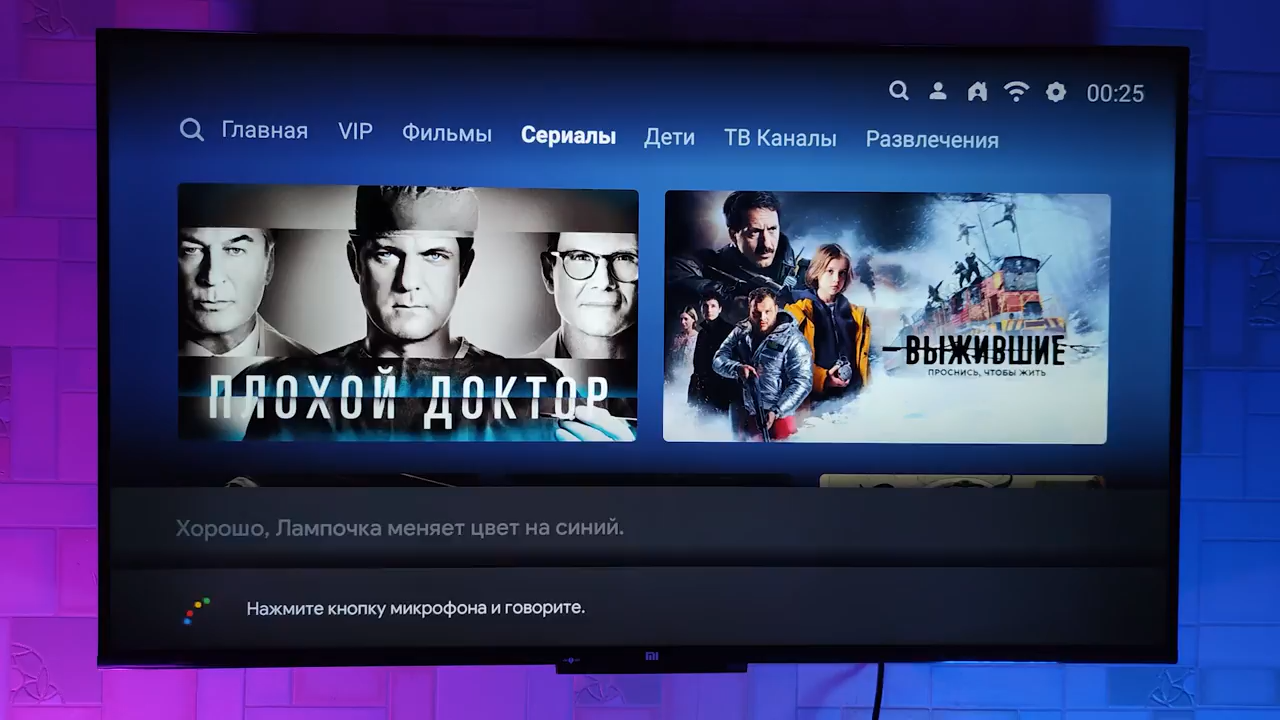 00:25
Главная VIP Фильмы Сериалы Дети ТВ Каналы Развлечения
ПЛОХОЙ ДОКТОР
ВЫЖИВШИЕ
ПРОСНИСЬ, ЧТОБЫ ЖИТЬ
Хорошо, Лампочка меняет цвет на синий.
Нажмите кнопку микрофона и говорите.
mi